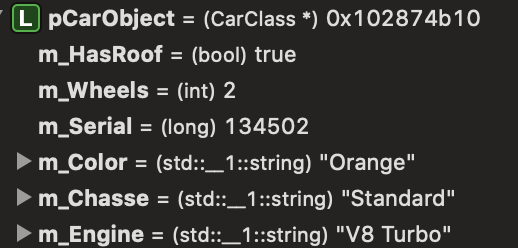 L pCarObject = (CarClass *) 0x102874b10
m_HasRoof = (bool) true
m_Wheels = (int) 2
m_Serial = (long) 134502
m_Color = (std::__1::string) "Orange"
m_Chasse = (std::__1::string) "Standard"
m_Engine = (std::__1::string) "V8 Turbo"